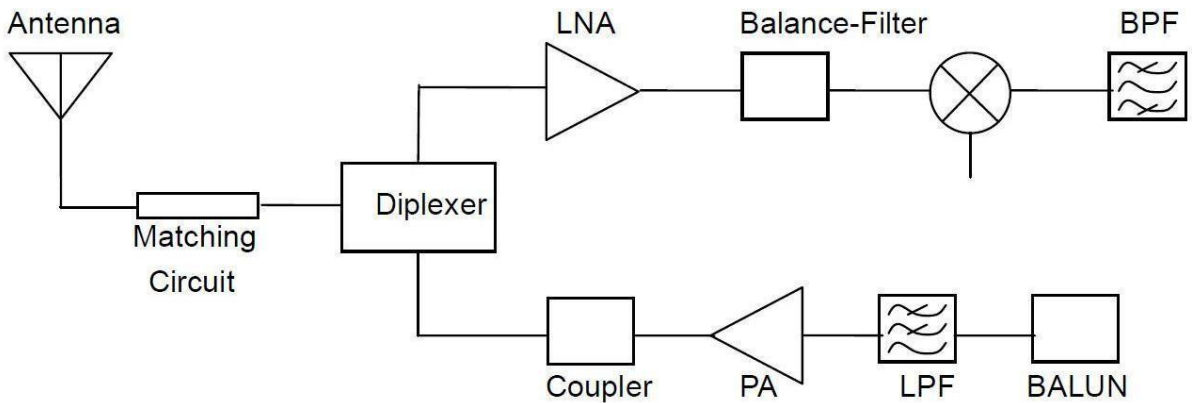 Antenna
LNA
Balance-Filter
BPF
Diplexer
Matching
Circuit
Coupler
PA
LPF
BALUN